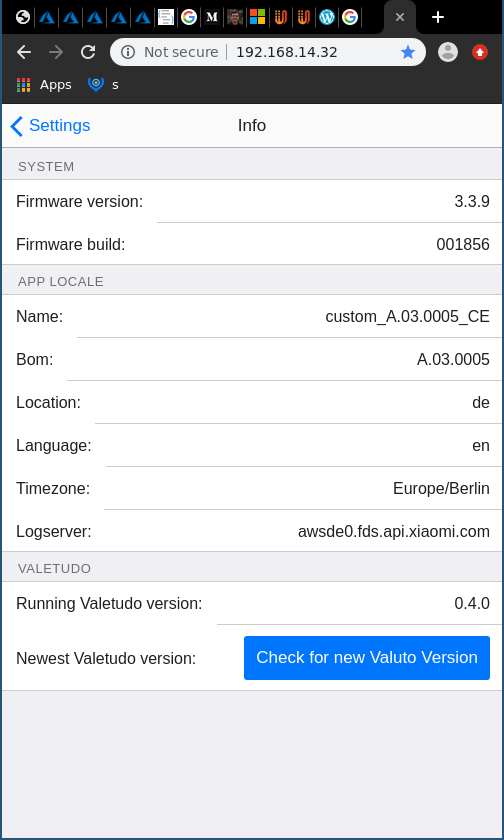 M
Not secure
192.168.14.32
Apps
s
Settings
Info
SYSTEM
Firmware version: 3.3.9
Firmware build: 001856
APP LOCALE
Name: custom_A.03.0005_CE
Bom: A.03.0005
Location: de
Language: en
Timezone: Europe/Berlin
Logserver: awsde0.fds.api.xiaomi.com
VALETUDO
Running Valetudo version: 0.4.0
Newest Valetudo version: Check for new Valuto Version